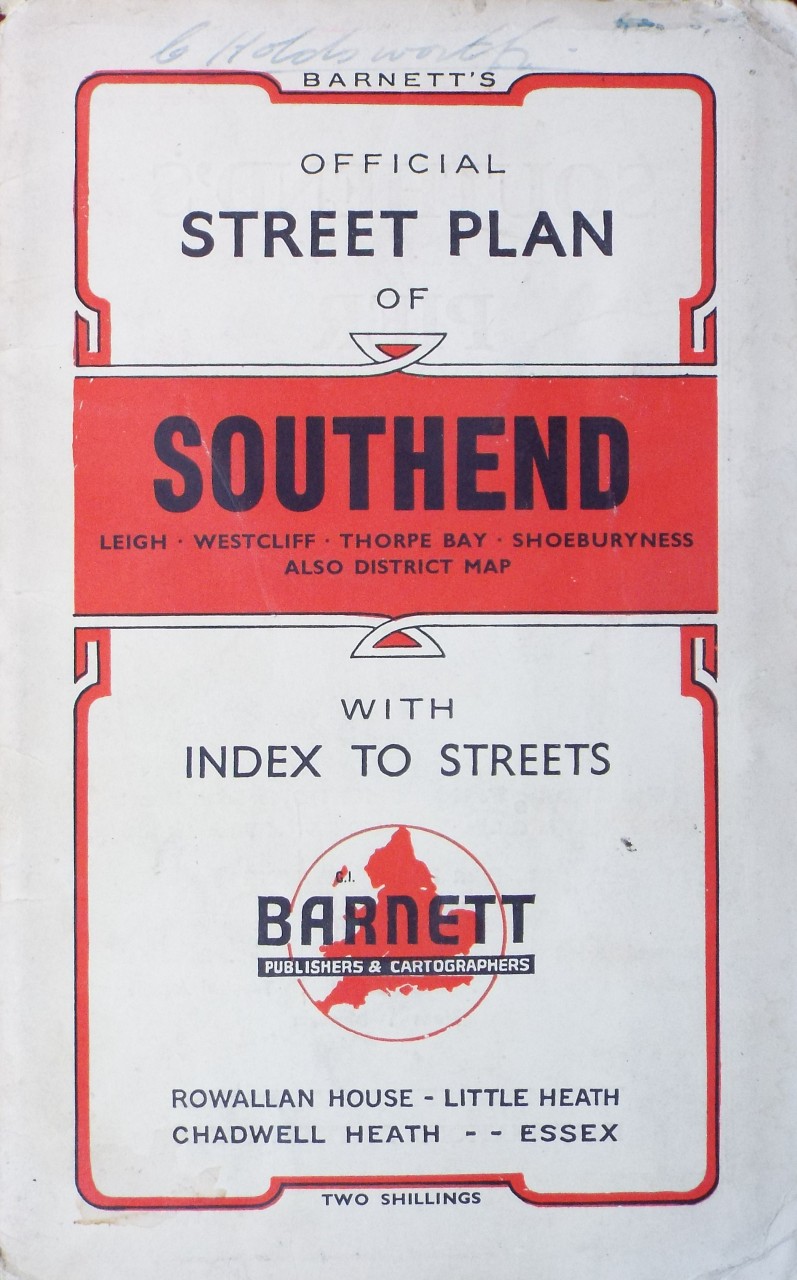 C Holdsworth.
BARNETT'S
OFFICIAL
STREET PLAN
OF
SOUTHEND
LEIGH · WESTCLIFF · THORPE BAY · SHOEBURYNESS
ALSO DISTRICT MAP
WITH
INDEX TO STREETS
G.I.
BARNETT
PUBLISHERS & CARTOGRAPHERS
ROWALLAN HOUSE - LITTLE HEATH
CHADWELL HEATH - - ESSEX
TWO SHILLINGS